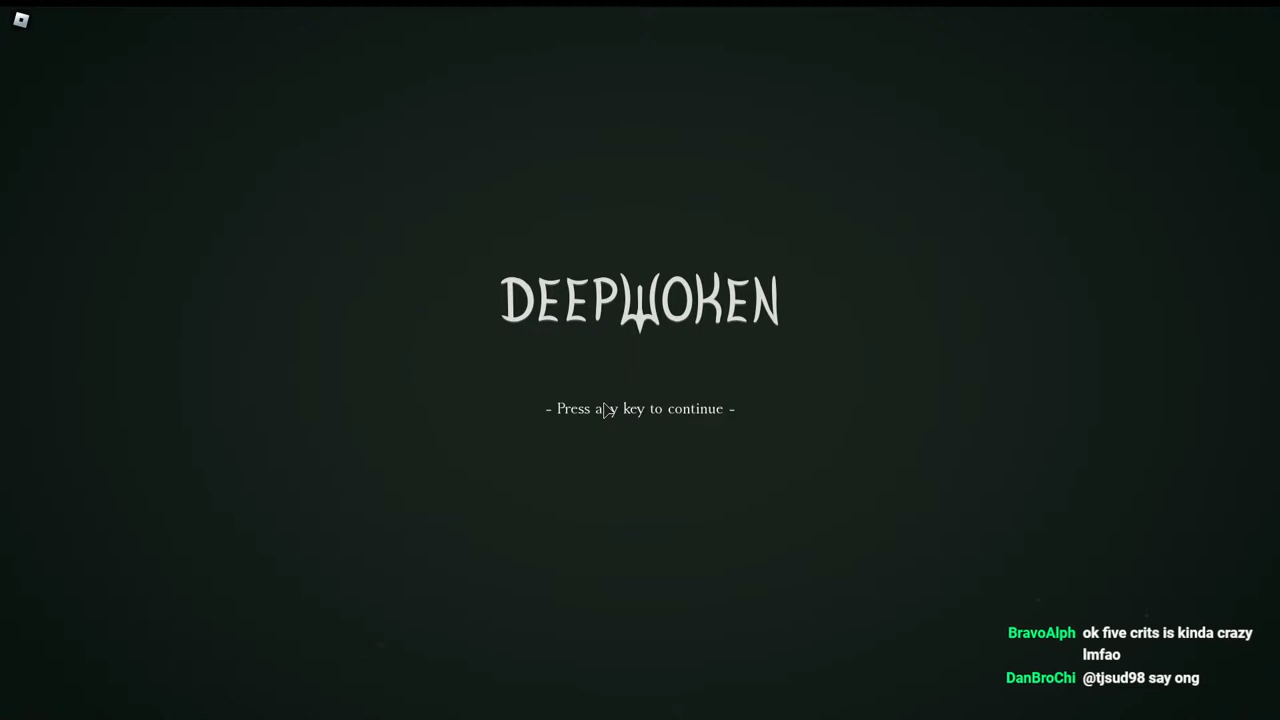 DEEPWOKEN
- Press any key to continue -
BravoAlph ok five crits is kinda crazy
lmfao
DanBroChi @tjsud98 say ong